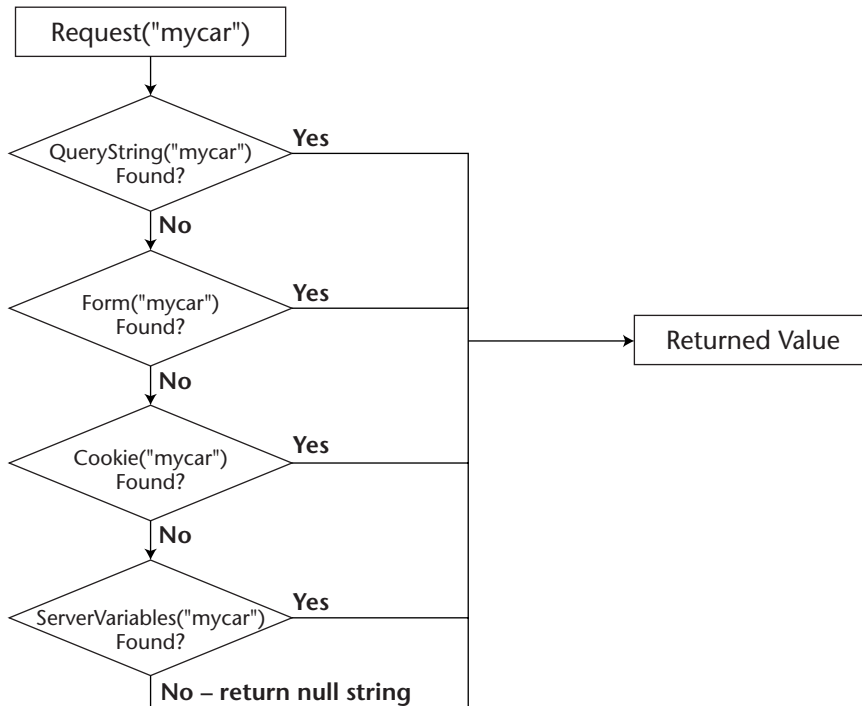 Request("mycar")
QueryString("mycar")
Found?
Yes
No
Form("mycar")
Found?
Yes
Returned Value
No
Cookie("mycar")
Found?
Yes
No
ServerVariables("mycar")
Found?
Yes
No – return null string